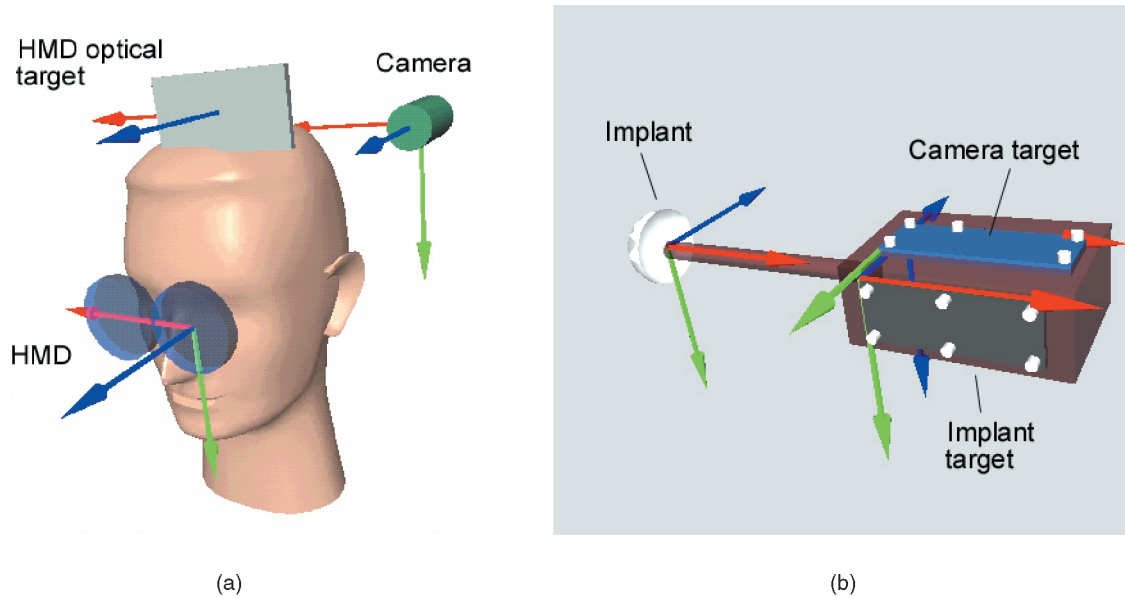 HMD optical
target
Camera
HMD
(a)
Implant
Camera target
Implant
target
(b)